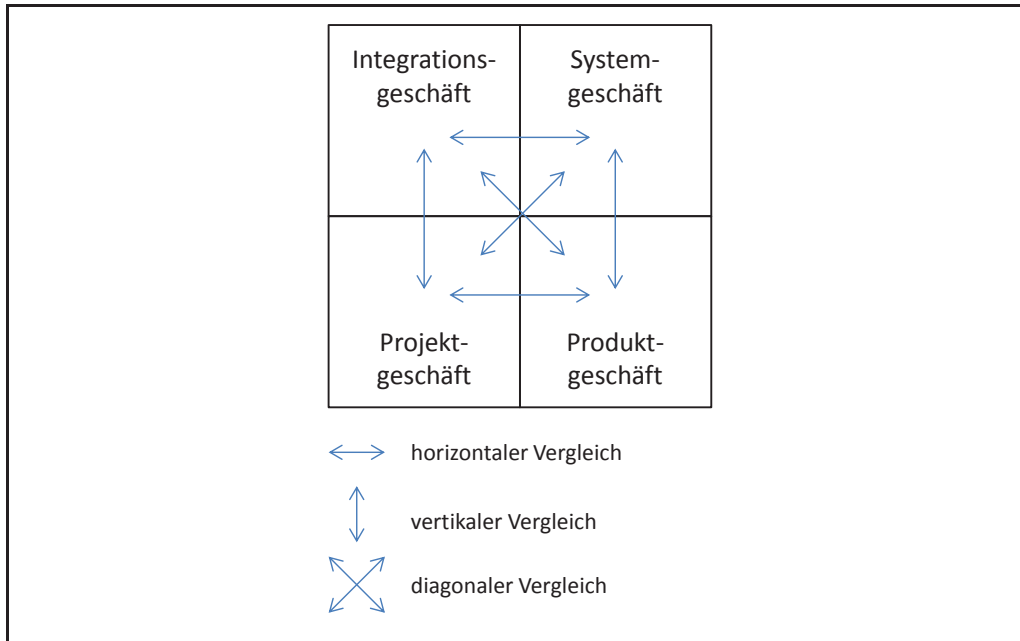 Integrations-
geschäft
System-
geschäft
Projekt-
geschäft
Produkt-
geschäft
horizontaler Vergleich
vertikaler Vergleich
diagonaler Vergleich